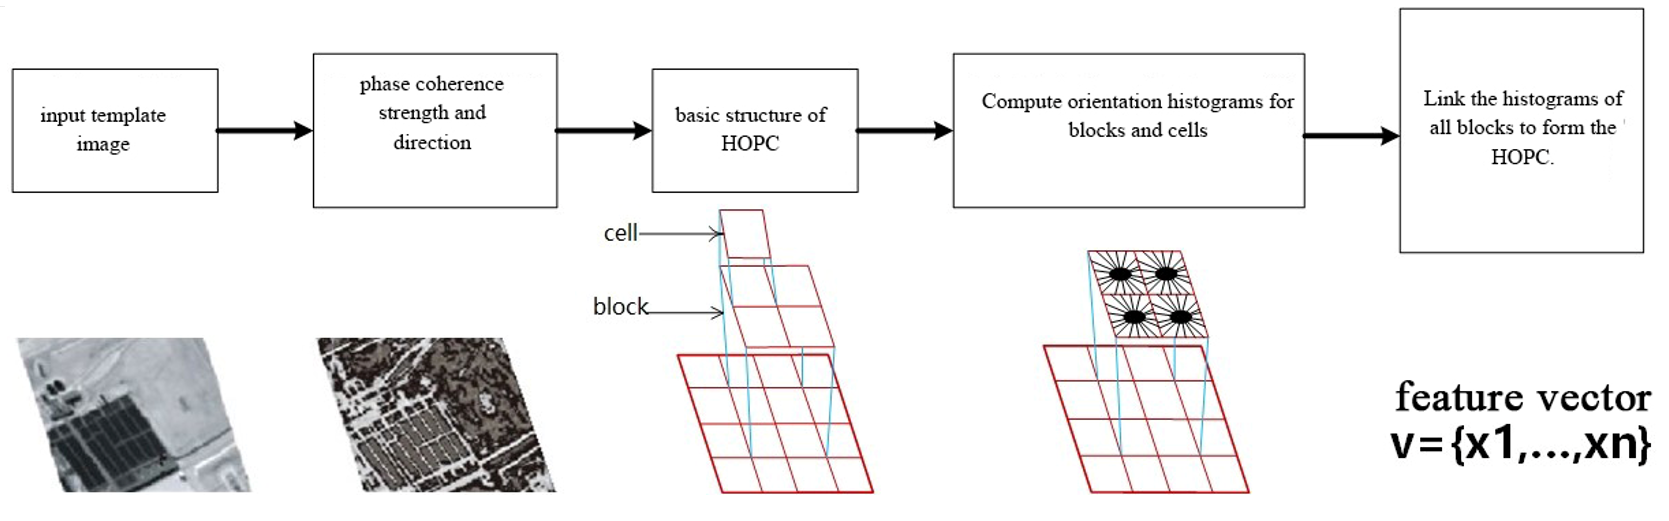 input template
image
phase coherence
strength and
direction
basic structure of
HOPC
Compute orientation histograms for
blocks and cells
Link the histograms of
all blocks to form the
HOPC.
cell
block
feature vector
v={x1,...,xn}